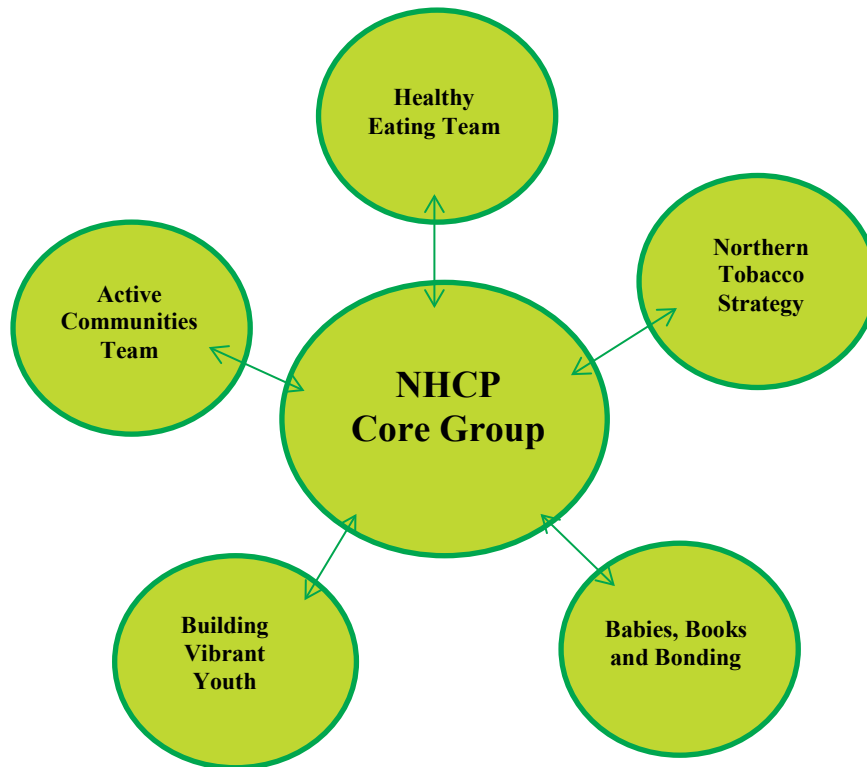 Healthy
Eating Team
Northern
Tobacco
Strategy
Active
Communities
Team
NHCP
Core Group
Building
Vibrant
Youth
Babies, Books
and Bonding